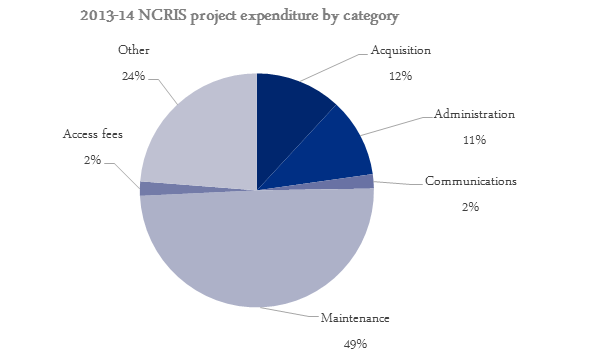 2013-14 NCRIS project expenditure by category
Acquisition
12%
Administration
11%
Communications
2%
Maintenance
49%
Access fees
2%
Other
24%